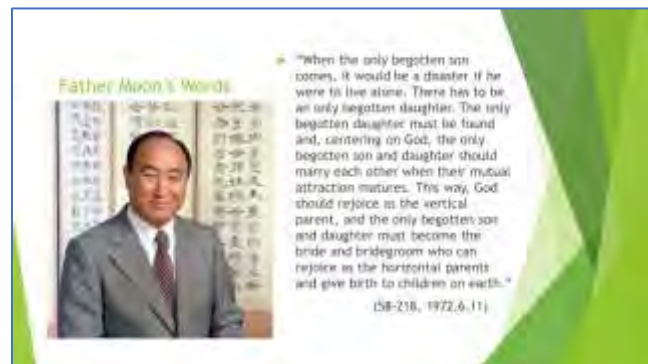 Father Moon's Words
"When the only begotten son
comes, it would be a disaster if he
were to live alone. There has to be
an only begotten daughter. The only
begotten daughter must be found
and, centering on God, the only
begotten son and daughter should
marry each other when their mutual
attraction matures. This way, God
should rejoice as the vertical
parent, and the only begotten son
and daughter must become the
bride and bridegroom who can
rejoice as the horizontal parents
and give birth to children on earth."
(58-218, 1972.6.11)